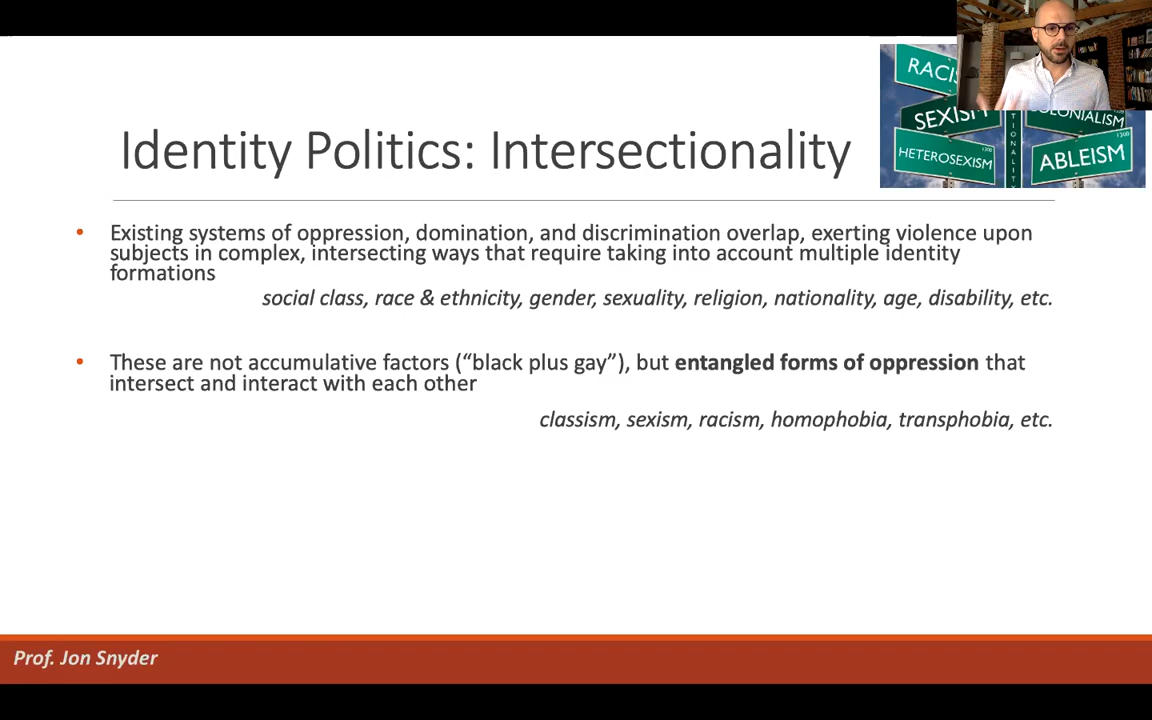 Identity Politics: Intersectionality
SEXISM
HETEROSEXISM
1300
TIONALITY
COLONIALISM
1300
ABLEISM
• Existing systems of oppression, domination, and discrimination overlap, exerting violence upon
subjects in complex, intersecting ways that require taking into account multiple identity
formations
social class, race & ethnicity, gender, sexuality, religion, nationality, age, disability, etc.
• These are not accumulative factors (“black plus gay”), but entangled forms of oppression that
intersect and interact with each other
classism, sexism, racism, homophobia, transphobia, etc.
Prof. Jon Snyder